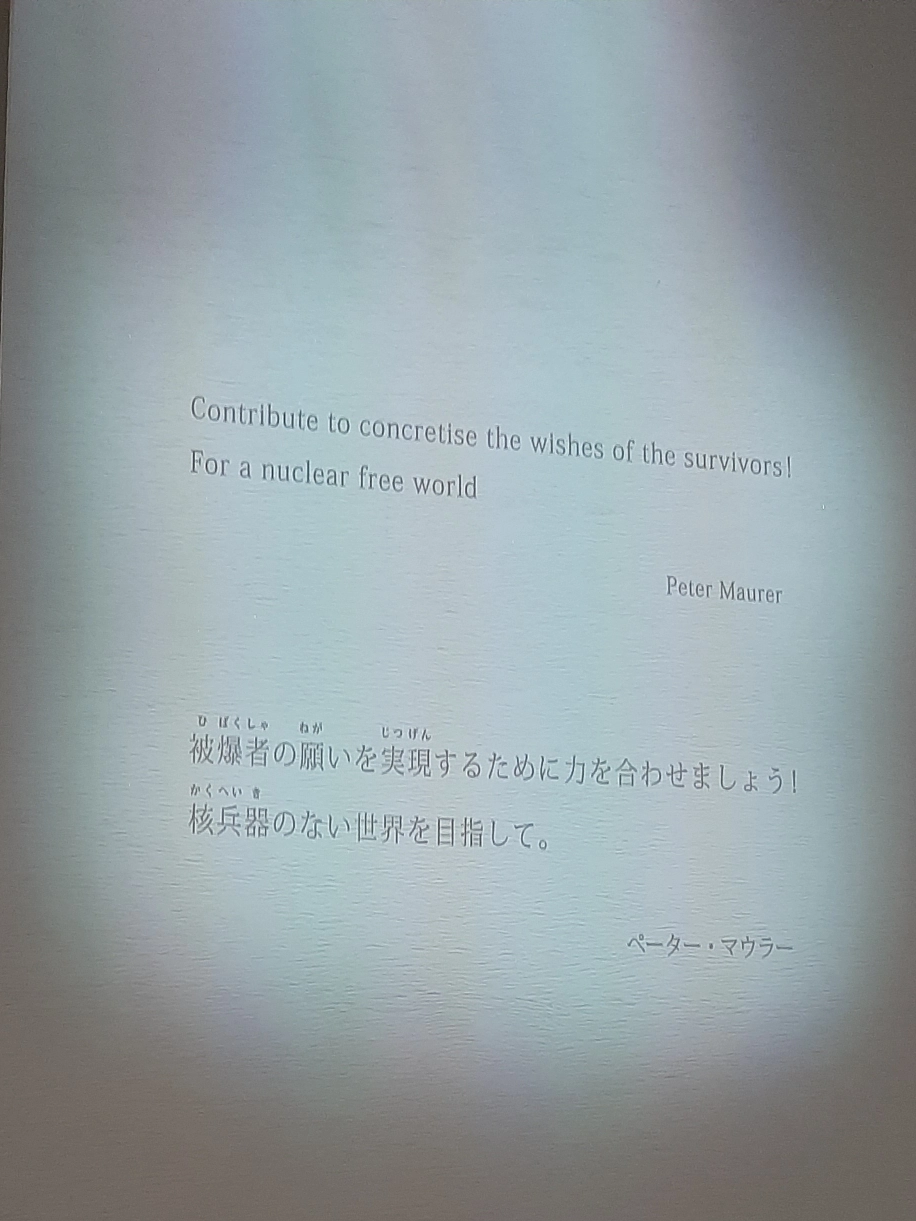 Contribute to concretise the wishes of the survivors!
For a nuclear free world
Peter Maurer
ひ ばくしゃ ねが じつげん
被爆者の願いを実現するために力を合わせましょう!
かくへい き
核兵器のない世界を目指して。
ペーター・マウラー